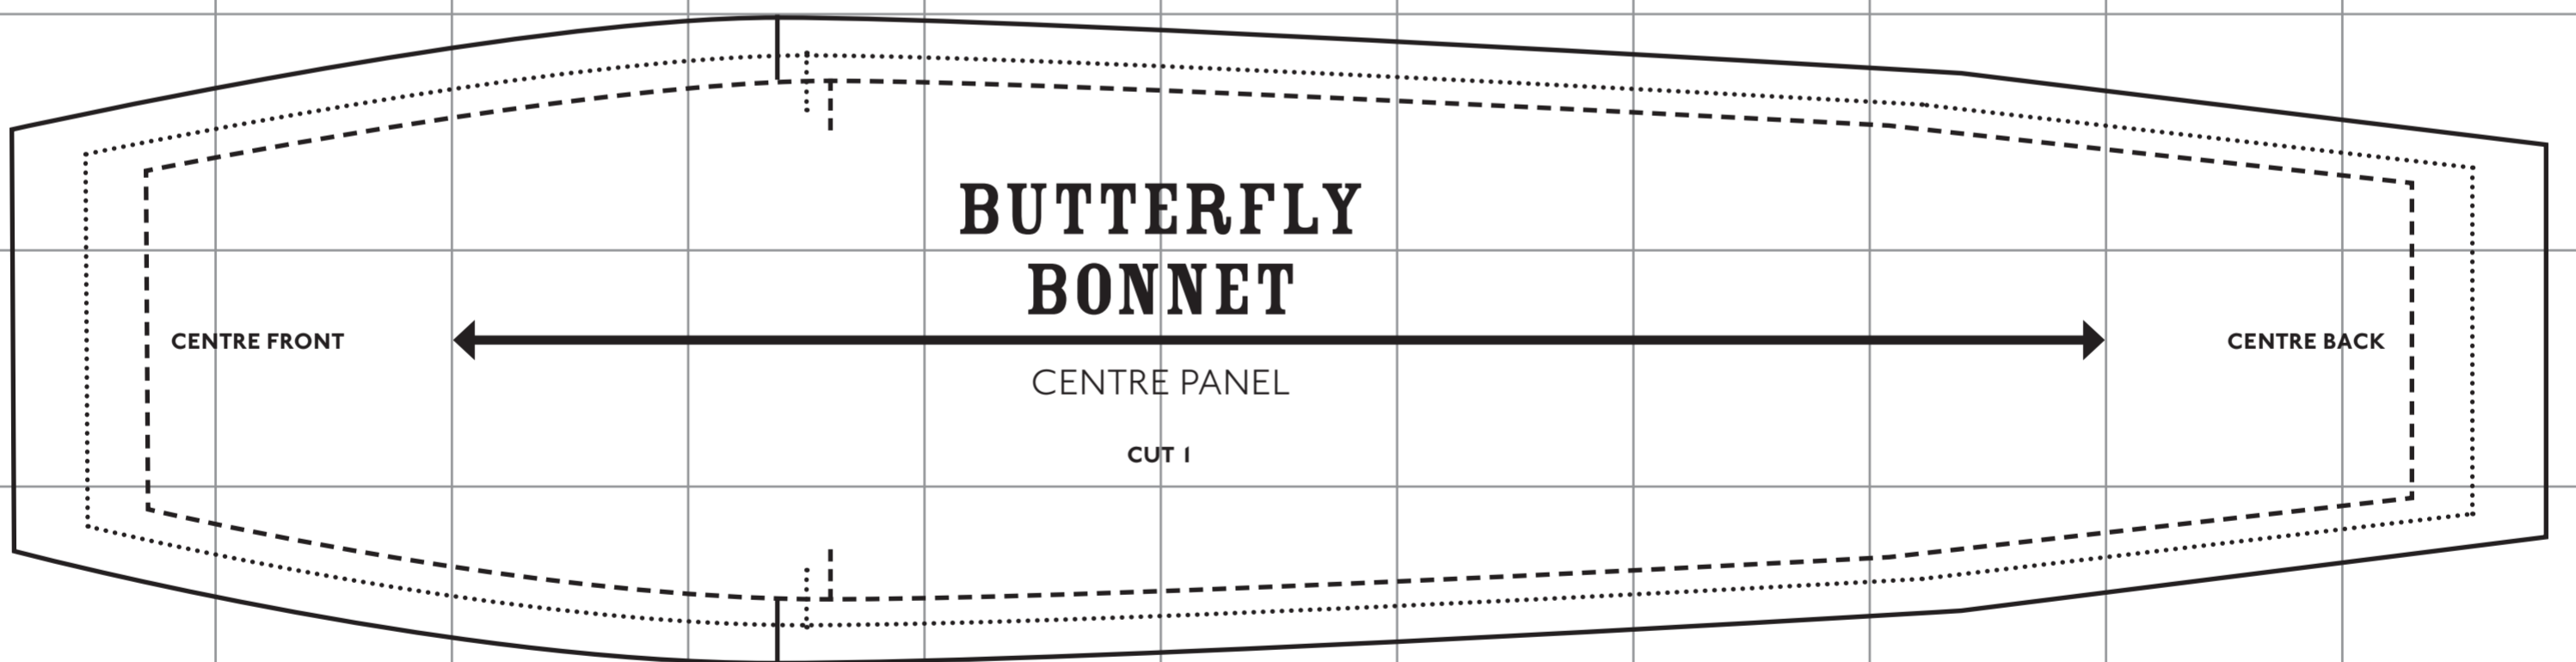 BUTTERFLY
BONNET
CENTRE FRONT
CENTRE BACK
CENTRE PANEL
CUT 1